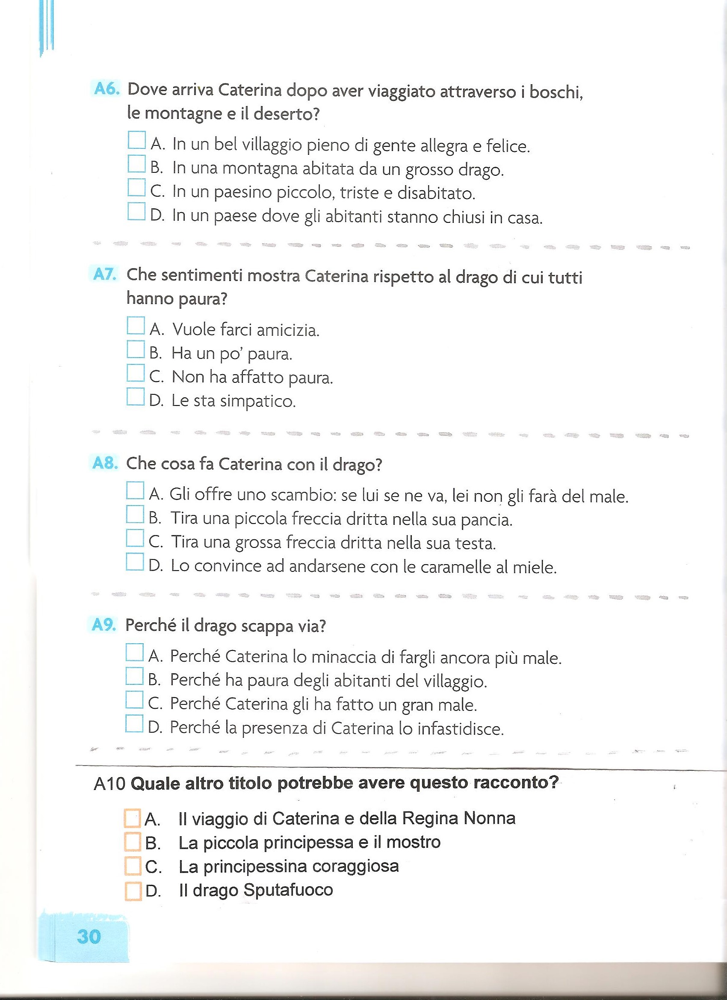 A6. Dove arriva Caterina dopo aver viaggiato attraverso i boschi,
le montagne e il deserto?
A. In un bel villaggio pieno di gente allegra e felice.
B. In una montagna abitata da un grosso drago.
C. In un paesino piccolo, triste e disabitato.
D. In un paese dove gli abitanti stanno chiusi in casa.
A7. Che sentimenti mostra Caterina rispetto al drago di cui tutti
hanno paura?
A. Vuole farci amicizia.
B. Ha un po’ paura.
C. Non ha affatto paura.
D. Le sta simpatico.
A8. Che cosa fa Caterina con il drago?
A. Gli offre uno scambio: se lui se ne va, lei non gli farà del male.
B. Tira una piccola freccia dritta nella sua pancia.
C. Tira una grossa freccia dritta nella sua testa.
D. Lo convince ad andarsene con le caramelle al miele.
A9. Perché il drago scappa via?
A. Perché Caterina lo minaccia di fargli ancora più male.
B. Perché ha paura degli abitanti del villaggio.
C. Perché Caterina gli ha fatto un gran male.
D. Perché la presenza di Caterina lo infastidisce.
A10 Quale altro titolo potrebbe avere questo racconto?
A. Il viaggio di Caterina e della Regina Nonna
B. La piccola principessa e il mostro
C. La principessina coraggiosa
D. Il drago Sputafuoco
30